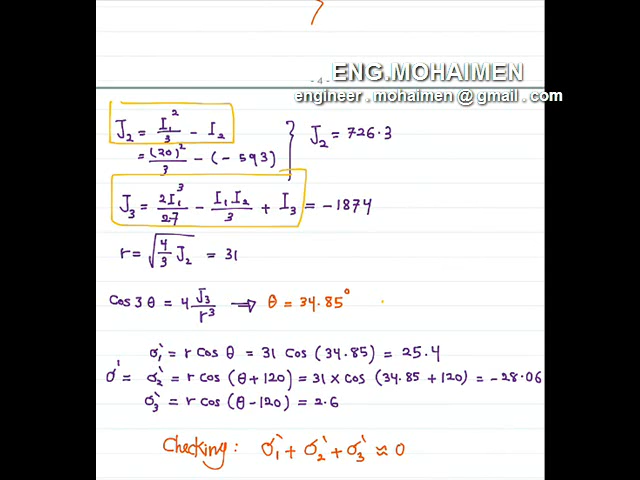 - 4 -
ENG.MOHAIMEN
engineer . mohaimen @ gmail . com
J₂ = I₁²/3 - I₂
= (20)²/3 - (- 593) } J₂ = 726.3
J₃ = 2I₁³/27 - I₁I₂/3 + I₃ = -1874
r = √(4/3 J₂) = 31
Cos 3θ = 4 J₃/r³ ⟹ θ = 34.85°
σ₁' = r cos θ = 31 cos (34.85) = 25.4
σ' = σ₂' = r cos (θ + 120) = 31 × cos (34.85 + 120) = -28.06
σ₃' = r cos (θ - 120) = 2.6
Checking: σ₁' + σ₂' + σ₃' ≈ 0